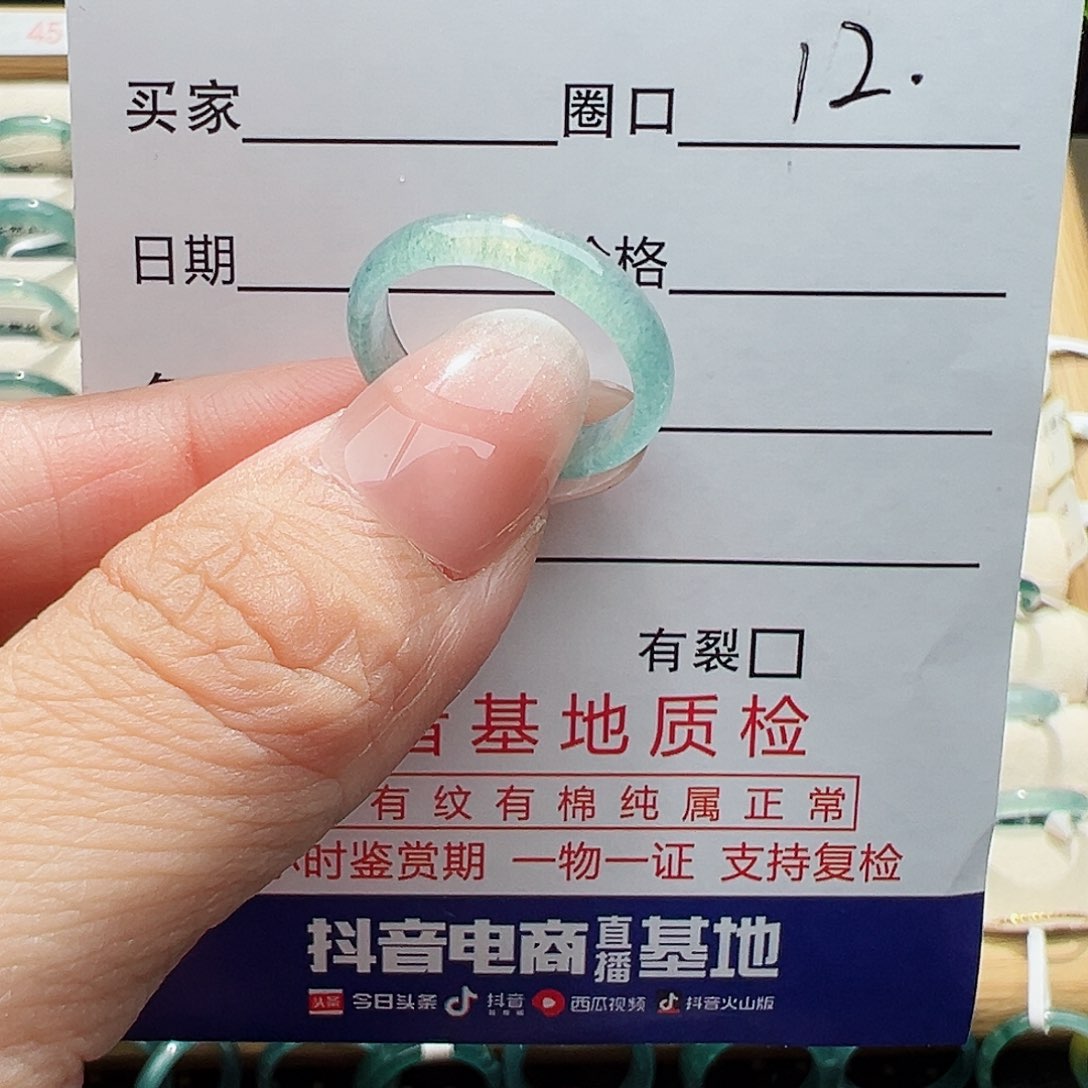 45
买家 圈口 12.
日期 格
有裂□
基地质检
有纹有棉纯属正常
时鉴赏期 一物一证 支持复检
抖音电商直播基地
头条 今日头条 抖音 西瓜视频 抖音火山版